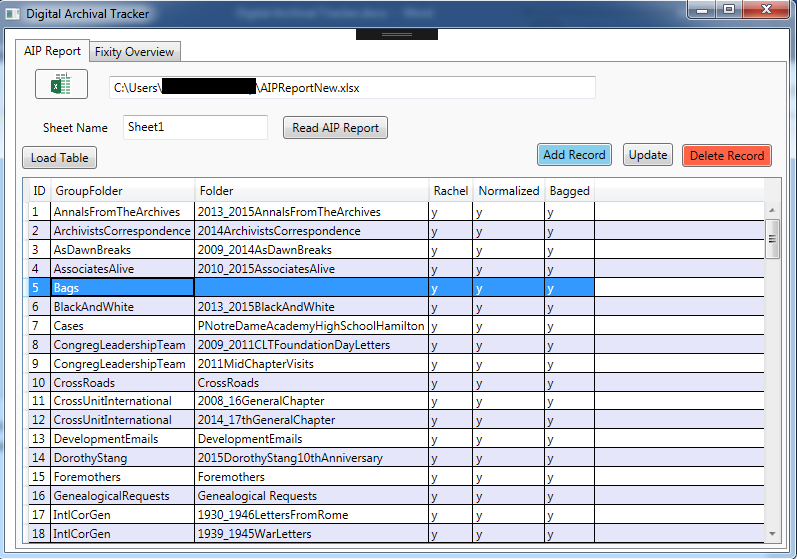 Digital Archival Tracker
AIP Report Fixity Overview
C:\Users\ \AIPReportNew.xlsx
Sheet Name Sheet1 Read AIP Report
Load Table Add Record Update Delete Record
ID GroupFolder Folder Rachel Normalized Bagged
1 AnnalsFromTheArchives 2013_2015AnnalsFromTheArchives y y y
2 ArchivistsCorrespondence 2014ArchivistsCorrespondence y y y
3 AsDawnBreaks 2009_2014AsDawnBreaks y y y
4 AssociatesAlive 2010_2015AssociatesAlive y y y
5 Bags y y y
6 BlackAndWhite 2013_2015BlackAndWhite y y y
7 Cases PNotreDameAcademyHighSchoolHamilton y y y
8 CongregLeadershipTeam 2009_2011CLTFoundationDayLetters y y y
9 CongregLeadershipTeam 2011MidChapterVisits y y y
10 CrossRoads CrossRoads y y y
11 CrossUnitInternational 2008_16GeneralChapter y y y
12 CrossUnitInternational 2014_17thGeneralChapter y y y
13 DevelopmentEmails DevelopmentEmails y y y
14 DorothyStang 2015DorothyStang10thAnniversary y y y
15 Foremothers Foremothers y y y
16 GenealogicalRequests Genealogical Requests y y y
17 IntlCorGen 1930_1946LettersFromRome y y y
18 IntlCorGen 1939_1945WarLetters y y y